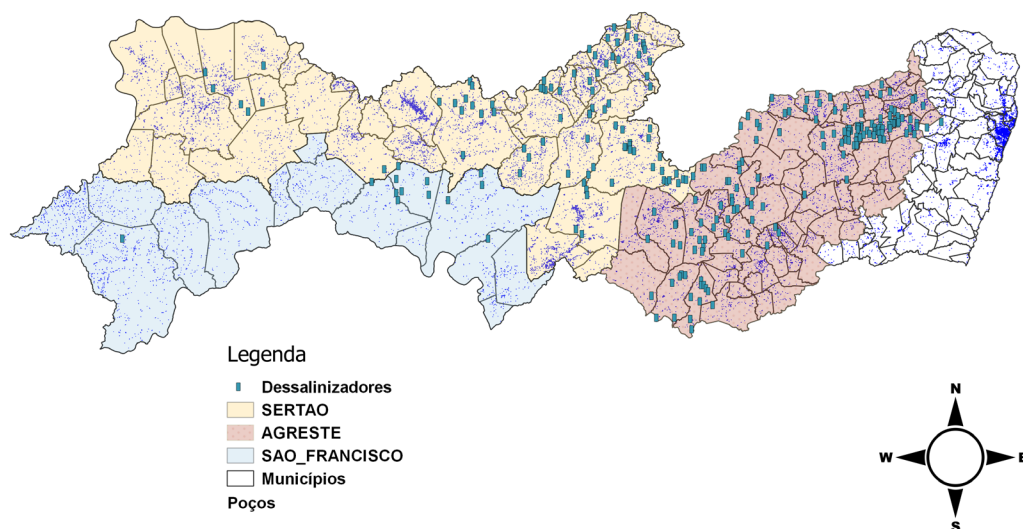 Legenda
Dessalinizadores
SERTAO
AGRESTE
SAO_FRANCISCO
Municípios
Poços
N
W
E
S